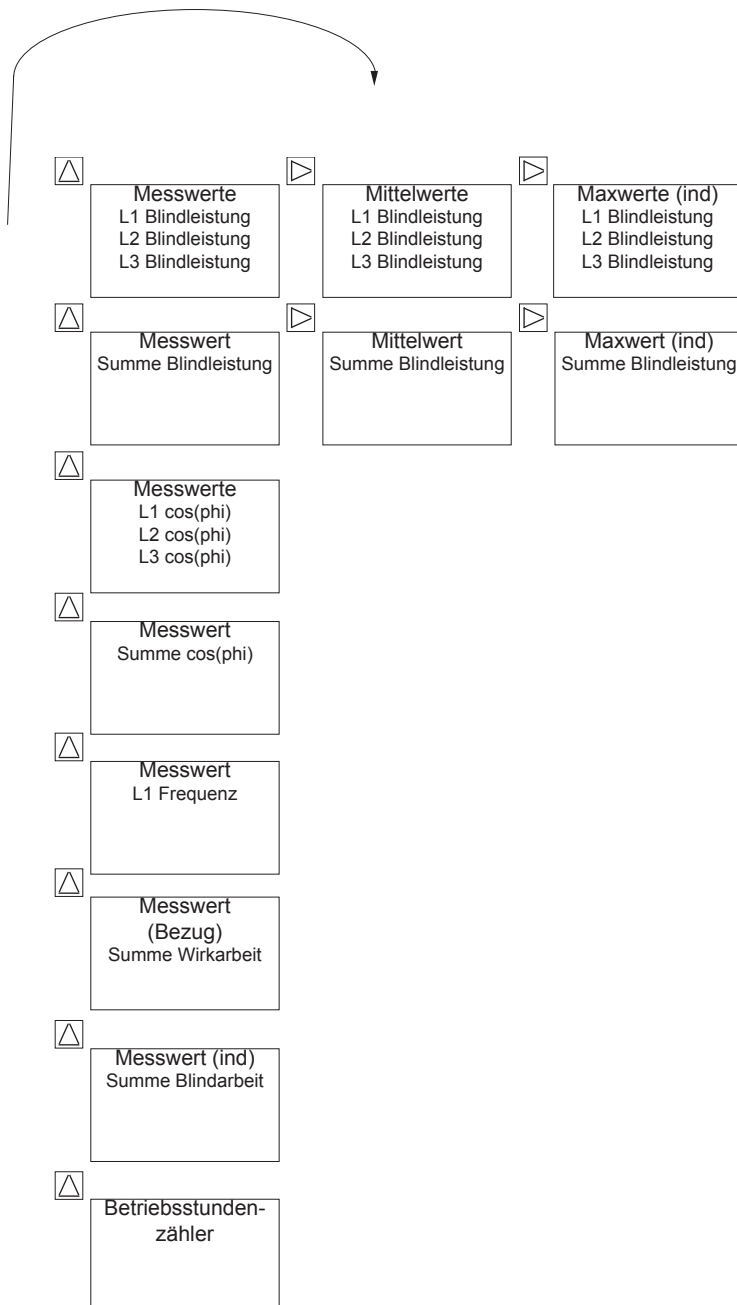 Messwerte
L1 Blindleistung
L2 Blindleistung
L3 Blindleistung
Mittelwerte
L1 Blindleistung
L2 Blindleistung
L3 Blindleistung
Maxwerte (ind)
L1 Blindleistung
L2 Blindleistung
L3 Blindleistung
Messwert
Summe Blindleistung
Mittelwert
Summe Blindleistung
Maxwert (ind)
Summe Blindleistung
Messwerte
L1 cos(phi)
L2 cos(phi)
L3 cos(phi)
Messwert
Summe cos(phi)
Messwert
L1 Frequenz
Messwert
(Bezug)
Summe Wirkarbeit
Messwert (ind)
Summe Blindarbeit
Betriebsstunden-
zähler